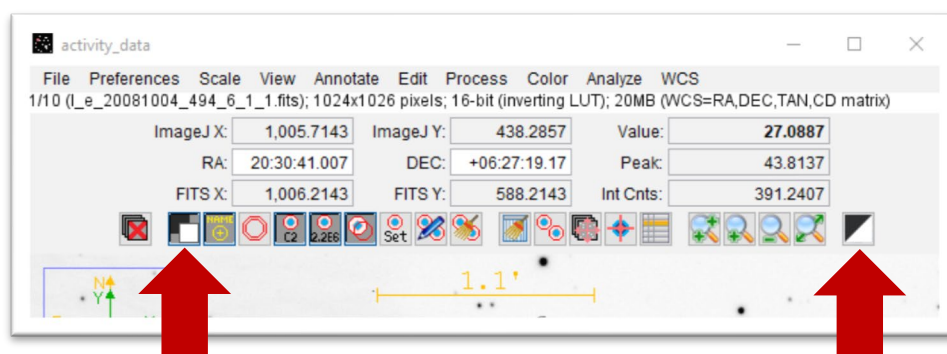 activity_data
File Preferences Scale View Annotate Edit Process Color Analyze WCS
1/10 (I_e_20081004_494_6_1_1.fits); 1024x1026 pixels; 16-bit (inverting LUT); 20MB (WCS=RA,DEC,TAN,CD matrix)
ImageJ X: 1,005.7143 ImageJ Y: 438.2857 Value: 27.0887
RA: 20:30:41.007 DEC: +06:27:19.17 Peak: 43.8137
FITS X: 1,006.2143 FITS Y: 588.2143 Int Cnts: 391.2407
NAME C2 2.2E6 Set
N 1.1'
Y